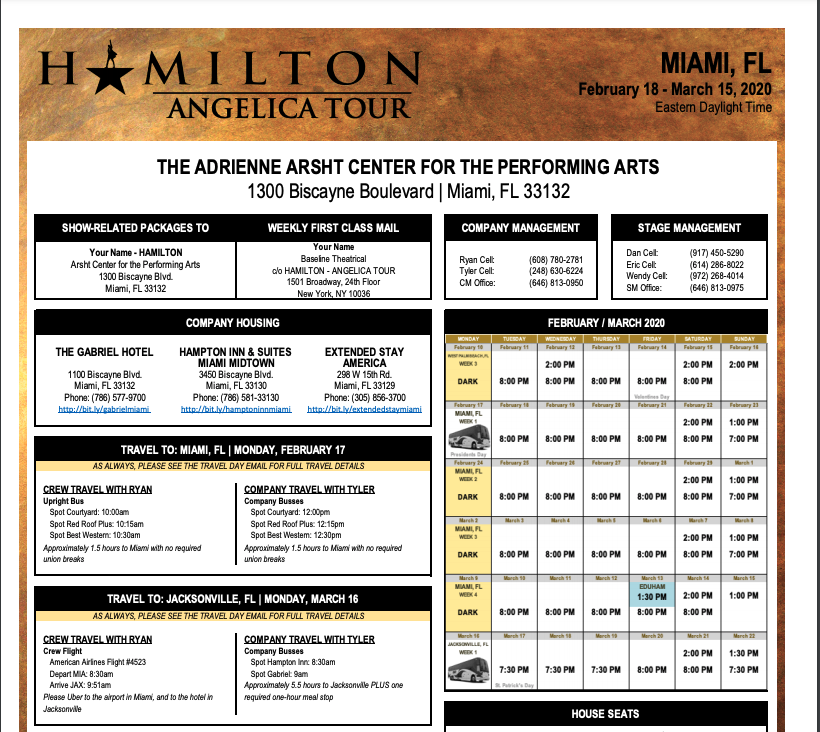 HAMILTON
ANGELICA TOUR
MIAMI, FL
February 18 - March 15, 2020
Eastern Daylight Time
THE ADRIENNE ARSHT CENTER FOR THE PERFORMING ARTS
1300 Biscayne Boulevard | Miami, FL 33132
SHOW-RELATED PACKAGES TO
Your Name - HAMILTON
Arsht Center for the Performing Arts
1300 Biscayne Blvd.
Miami, FL 33132
WEEKLY FIRST CLASS MAIL
Your Name
Baseline Theatrical
c/o HAMILTON - ANGELICA TOUR
1501 Broadway, 24th Floor
New York, NY 10036
COMPANY MANAGEMENT
Ryan Cell: (608) 780-2781
Tyler Cell: (248) 630-6224
CM Office: (646) 813-0950
STAGE MANAGEMENT
Dan Cell: (917) 450-5290
Eric Cell: (614) 286-8022
Wendy Cell: (972) 268-4014
SM Office: (646) 813-0975
COMPANY HOUSING
THE GABRIEL HOTEL
1100 Biscayne Blvd.
Miami, FL 33132
Phone: (786) 577-9700
http://bit.ly/gabrielmiami
HAMPTON INN & SUITES
MIAMI MIDTOWN
3450 Biscayne Blvd.
Miami, FL 33130
Phone: (786) 581-33130
http://bit.ly/hamptoninnmiami
EXTENDED STAY
AMERICA
298 W 15th Rd.
Miami, FL 33129
Phone: (305) 856-3700
http://bit.ly/extendedstaymiami
TRAVEL TO: MIAMI, FL | MONDAY, FEBRUARY 17
AS ALWAYS, PLEASE SEE THE TRAVEL DAY EMAIL FOR FULL TRAVEL DETAILS
CREW TRAVEL WITH RYAN
Upright Bus
Spot Courtyard: 10:00am
Spot Red Roof Plus: 10:15am
Spot Best Western: 10:30am
Approximately 1.5 hours to Miami with no required
union breaks
COMPANY TRAVEL WITH TYLER
Company Busses
Spot Courtyard: 12:00pm
Spot Red Roof Plus: 12:15pm
Spot Best Western: 12:30pm
Approximately 1.5 hours to Miami with no required
union breaks
TRAVEL TO: JACKSONVILLE, FL | MONDAY, MARCH 16
AS ALWAYS, PLEASE SEE THE TRAVEL DAY EMAIL FOR FULL TRAVEL DETAILS
CREW TRAVEL WITH RYAN
Crew Flight
American Airlines Flight #4523
Depart MIA: 8:30am
Arrive JAX: 9:51am
Please Uber to the airport in Miami, and to the hotel in
Jacksonville
COMPANY TRAVEL WITH TYLER
Company Busses
Spot Hampton Inn: 8:30am
Spot Gabriel: 9am
Approximately 5.5 hours to Jacksonville PLUS one
required one-hour meal stop
FEBRUARY / MARCH 2020
MONDAY TUESDAY WEDNESDAY THURSDAY FRIDAY SATURDAY SUNDAY
February 10 February 11 February 12 February 13 February 14 February 15 February 16
WEST PALM BEACH, FL
WEEK 3 2:00 PM 2:00 PM 2:00 PM
DARK 8:00 PM 8:00 PM 8:00 PM 8:00 PM 8:00 PM
Valentines Day
February 17 February 18 February 19 February 20 February 21 February 22 February 23
MIAMI, FL
WEEK 1 2:00 PM 1:00 PM
8:00 PM 8:00 PM 8:00 PM 8:00 PM 8:00 PM 7:00 PM
Presidents Day
February 24 February 25 February 26 February 27 February 28 February 29 March 1
MIAMI, FL
WEEK 2 2:00 PM 1:00 PM
DARK 8:00 PM 8:00 PM 8:00 PM 8:00 PM 8:00 PM 7:00 PM
March 2 March 3 March 4 March 5 March 6 March 7 March 8
MIAMI, FL
WEEK 3 2:00 PM 1:00 PM
DARK 8:00 PM 8:00 PM 8:00 PM 8:00 PM 8:00 PM 7:00 PM
March 9 March 10 March 11 March 12 March 13 March 14 March 15
MIAMI, FL EDUHAM
WEEK 4 1:30 PM 2:00 PM 1:00 PM
DARK 8:00 PM 8:00 PM 8:00 PM 8:00 PM 8:00 PM
March 16 March 17 March 18 March 19 March 20 March 21 March 22
JACKSONVILLE, FL
WEEK 1 2:00 PM 1:30 PM
7:30 PM 7:30 PM 7:30 PM 8:00 PM 8:00 PM 7:30 PM
St. Patrick's Day
HOUSE SEATS